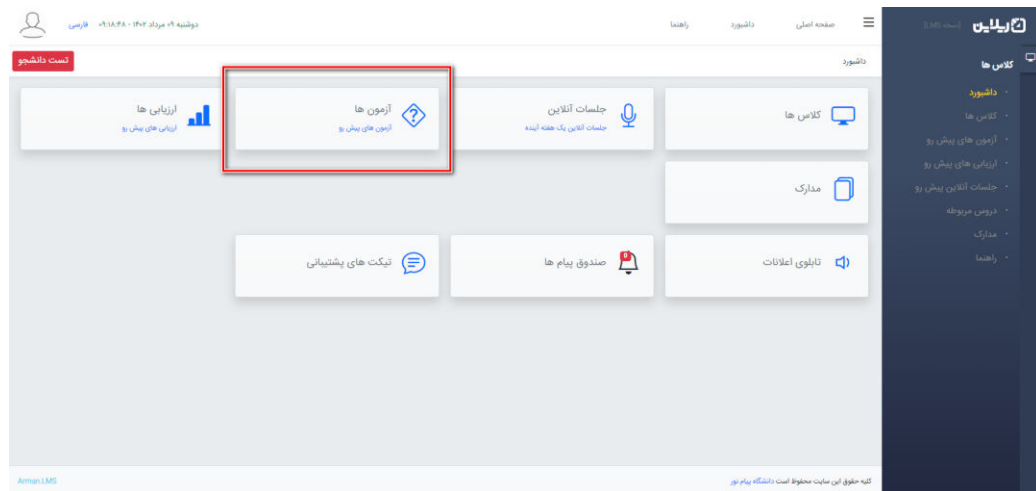 ریلاین [نسخه LMS]
صفحه اصلی
داشبورد
راهنما
دوشنبه ۰۹ مرداد ۱۴۰۲ - ۰۹:۱۸:۴۸
فارسی
کلاس ها
داشبورد
کلاس ها
آزمون های پیش رو
ارزیابی های پیش رو
جلسات آنلاین پیش رو
دروس مربوطه
مدارک
راهنما
داشبورد
تست دانشجو
کلاس ها
جلسات آنلاین
جلسات آنلاین یک هفته آینده
آزمون ها
آزمون های پیش رو
ارزیابی ها
ارزیابی های پیش رو
مدارک
تابلوی اعلانات
0
صندوق پیام ها
تیکت های پشتیبانی
کلیه حقوق این سایت محفوظ است دانشگاه پیام نور
Arman LMS